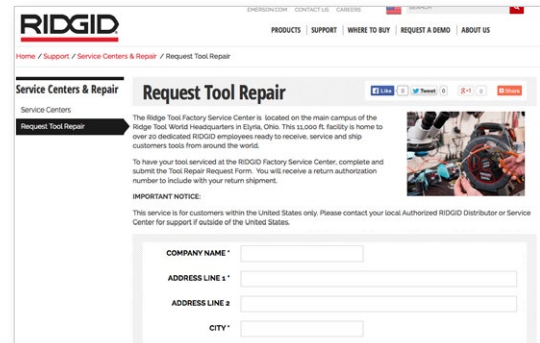 EMERSON.COM CONTACT US CAREERS SEARCH
RIDGID
PRODUCTS SUPPORT WHERE TO BUY REQUEST A DEMO ABOUT US
Home / Support / Service Centers & Repair / Request Tool Repair
Service Centers & Repair
Service Centers
Request Tool Repair
Request Tool Repair
Like 0 Tweet 0 g+1 0 Share
The Ridge Tool Factory Service Center is located on the main campus of the
Ridge Tool World Headquarters in Elyria, Ohio. This 11,000 ft. facility is home to
over 20 dedicated RIDGID employees ready to receive, service and ship
customers tools from around the world.
To have your tool serviced at the RIDGID Factory Service Center, complete and
submit the Tool Repair Request Form. You will receive a return authorization
number to include with your return shipment.
IMPORTANT NOTICE:
This service is for customers within the United States only. Please contact your local Authorized RIDGID Distributor or Service
Center for support if outside of the United States.
COMPANY NAME *
ADDRESS LINE 1 *
ADDRESS LINE 2
CITY *